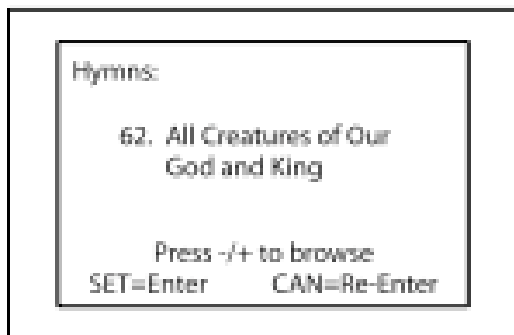 Hymns:
62. All Creatures of Our
God and King
Press -/+ to browse
SET=Enter CAN=Re-Enter